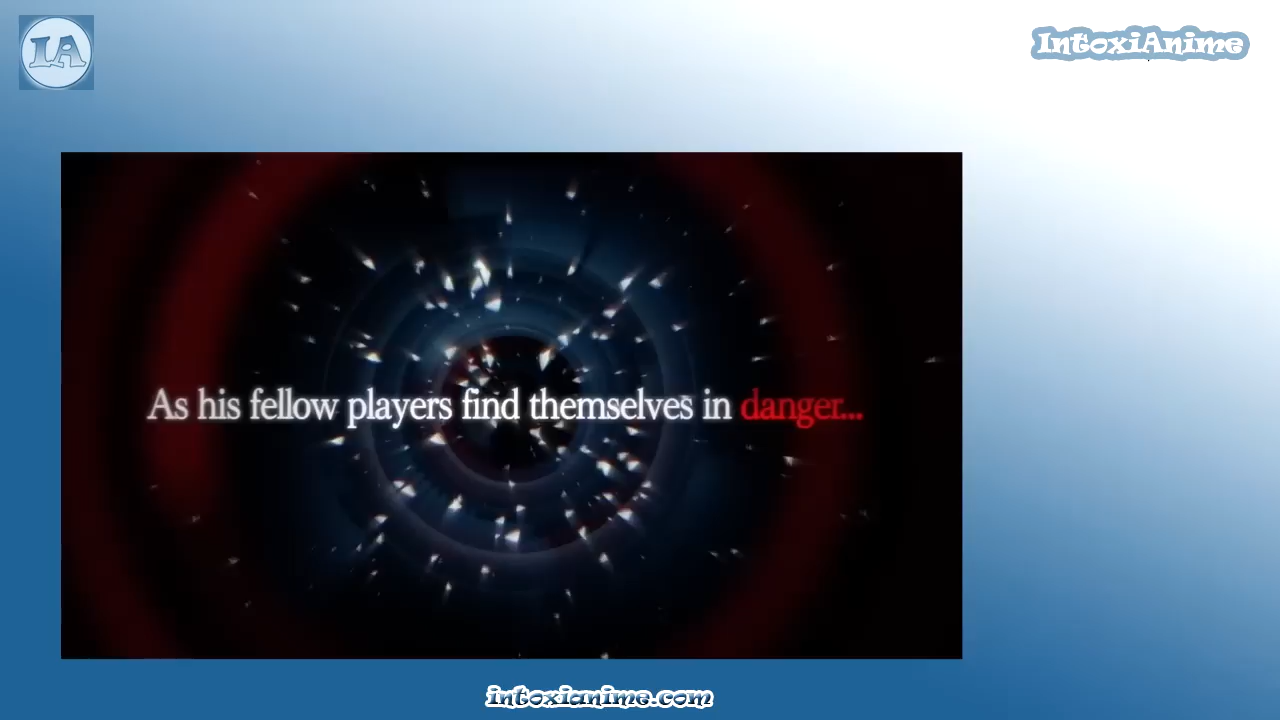 IA
IntoxiAnime
As his fellow players find themselves in danger...
intoxianime.com